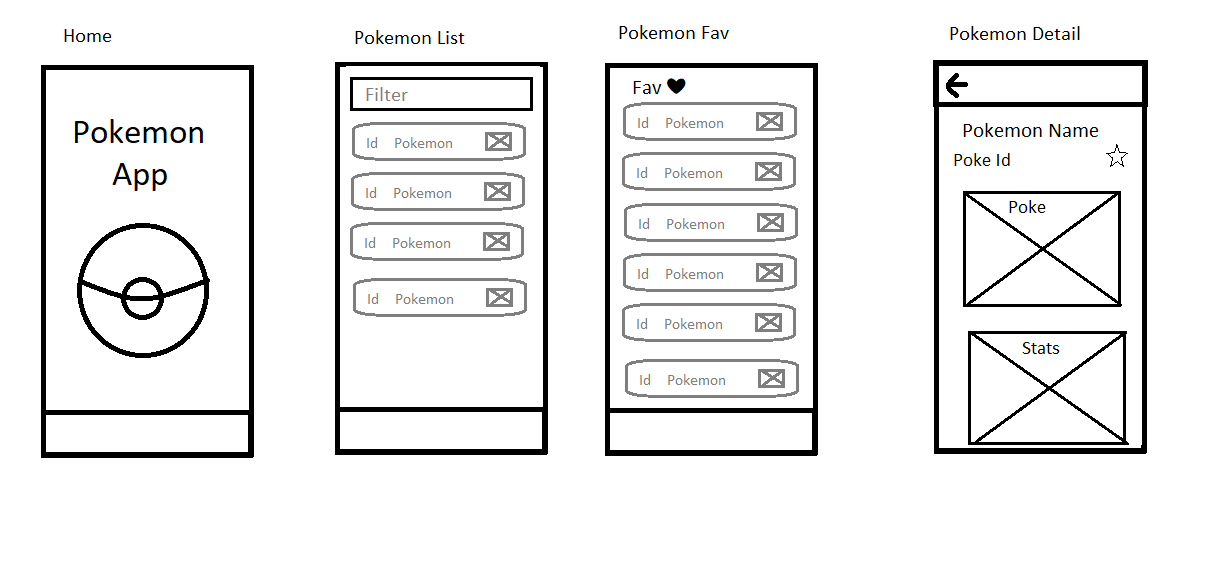 Home
Pokemon
App
Pokemon List
Filter
Id Pokemon
Id Pokemon
Id Pokemon
Id Pokemon
Pokemon Fav
Fav
Id Pokemon
Id Pokemon
Id Pokemon
Id Pokemon
Id Pokemon
Id Pokemon
Pokemon Detail
Pokemon Name
Poke Id
Poke
Stats